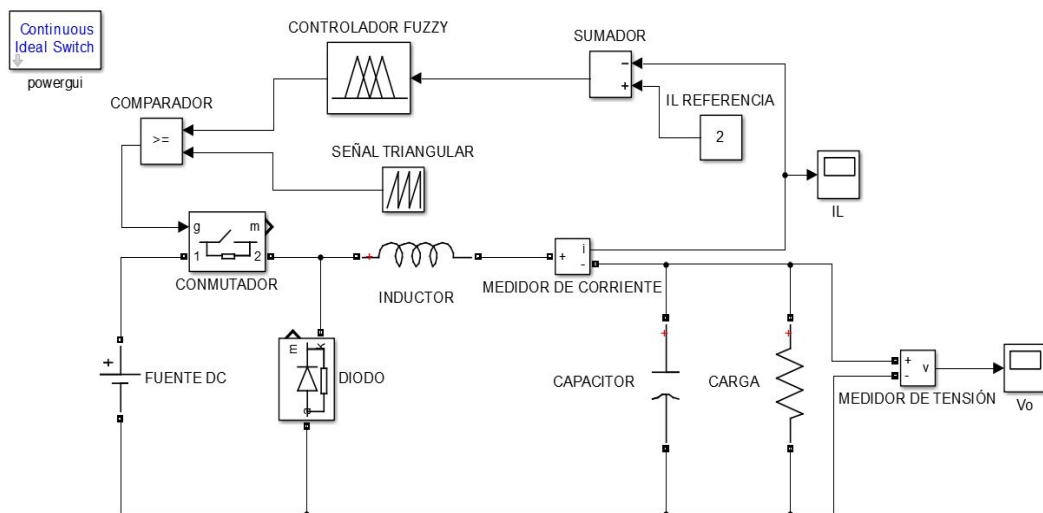 Continuous
Ideal Switch
powergui
CONTROLADOR FUZZY
SUMADOR
−
+
IL REFERENCIA
2
COMPARADOR
>=
SEÑAL TRIANGULAR
IL
g m
1 2
CONMUTADOR
+
INDUCTOR
+ i
-
MEDIDOR DE CORRIENTE
+
FUENTE DC
m K
a
DIODO
+
CAPACITOR
+
CARGA
+ v
-
MEDIDOR DE TENSIÓN
Vo